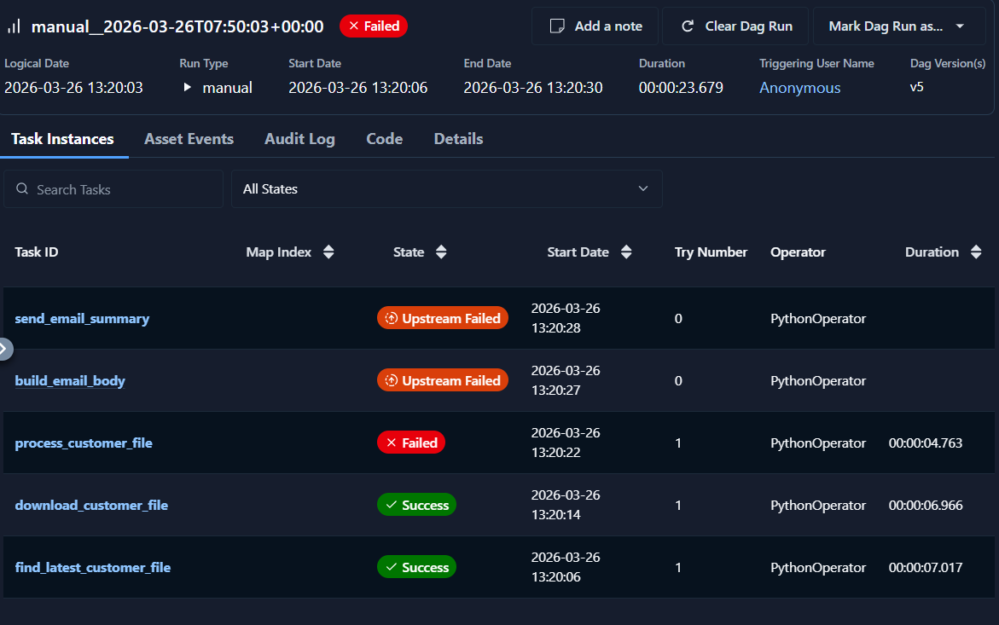 manual__2026-03-26T07:50:03+00:00 Failed Add a note Clear Dag Run Mark Dag Run as...
Logical Date Run Type Start Date End Date Duration Triggering User Name Dag Version(s)
2026-03-26 13:20:03 manual 2026-03-26 13:20:06 2026-03-26 13:20:30 00:00:23.679 Anonymous v5
Task Instances Asset Events Audit Log Code Details
Search Tasks All States
Task ID Map Index State Start Date Try Number Operator Duration
send_email_summary Upstream Failed 2026-03-26 13:20:28 0 PythonOperator
build_email_body Upstream Failed 2026-03-26 13:20:27 0 PythonOperator
process_customer_file Failed 2026-03-26 13:20:22 1 PythonOperator 00:00:04.763
download_customer_file Success 2026-03-26 13:20:14 1 PythonOperator 00:00:06.966
find_latest_customer_file Success 2026-03-26 13:20:06 1 PythonOperator 00:00:07.017